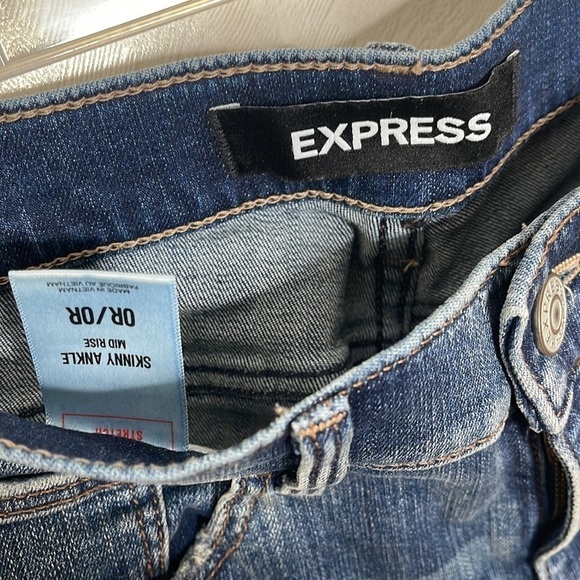 EXPRESS
MADE IN VIETNAM
FABRIQUÉ AU VIETNAM
0R/0R
SKINNY ANKLE
MID RISE
STRETCH